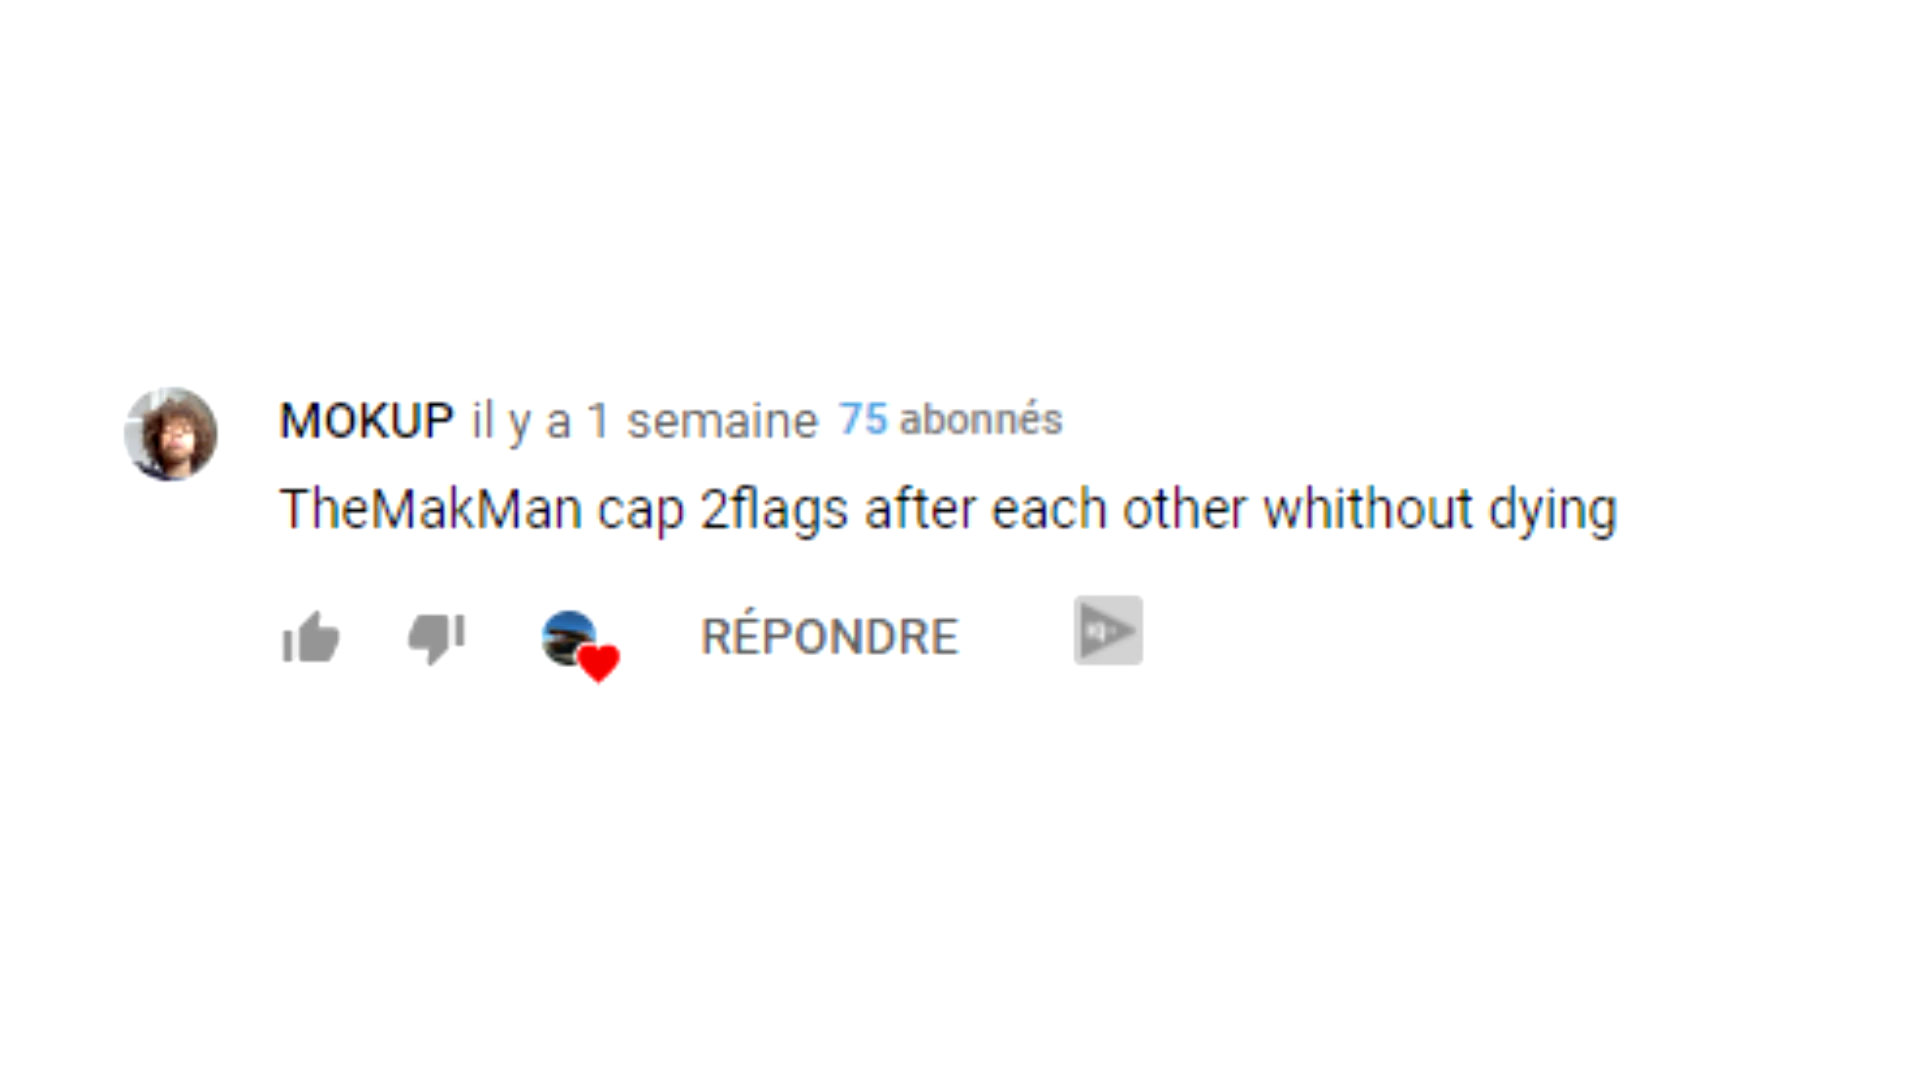 MOKUP il y a 1 semaine 75 abonnés
TheMakMan cap 2flags after each other whithout dying
RÉPONDRE